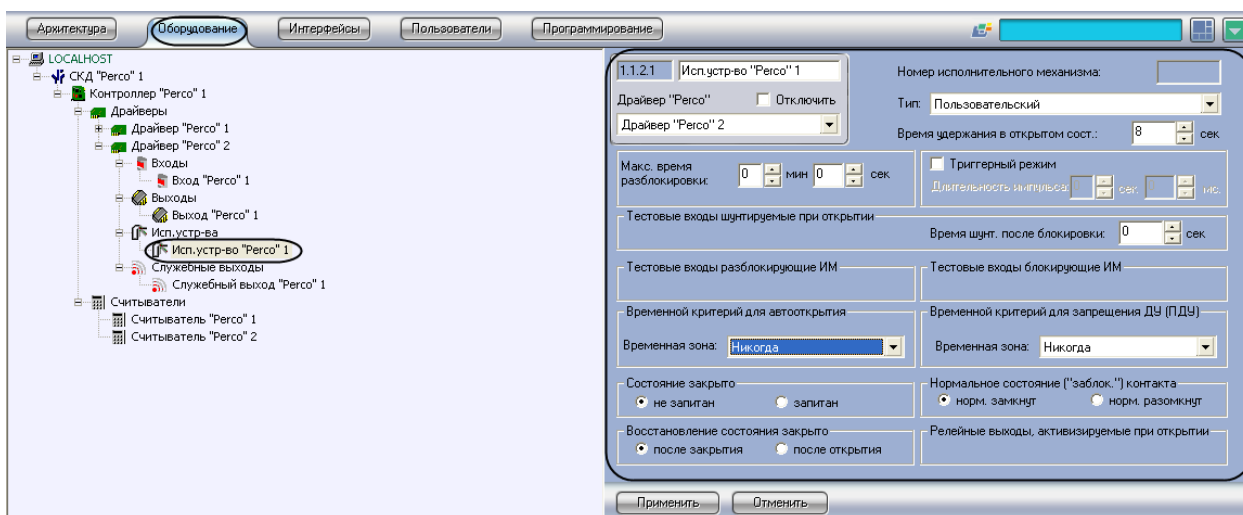 Архитектура Оборудование Интерфейсы Пользователи Программирование
LOCALHOST
СКД "Perco" 1
Контроллер "Perco" 1
Драйверы
Драйвер "Perco" 1
Драйвер "Perco" 2
Входы
Вход "Perco" 1
Выходы
Выход "Perco" 1
Исп.устр-ва
Исп.устр-во "Perco" 1
Служебные выходы
Служебный выход "Perco" 1
Считыватели
Считыватель "Perco" 1
Считыватель "Perco" 2
1.1.2.1 Исп.устр-во "Perco" 1
Драйвер "Perco" Отключить
Драйвер "Perco" 2
Номер исполнительного механизма:
Тип: Пользовательский
Время удержания в открытом сост.: 8 сек
Макс. время разблокировки: 0 мин 0 сек
Триггерный режим
Длительность импульса: сек мс.
Тестовые входы шунтируемые при открытии
Время шунт. после блокировки: 0 сек
Тестовые входы разблокирующие ИМ
Тестовые входы блокирующие ИМ
Временной критерий для автооткрытия
Временная зона: Никогда
Временной критерий для запрещения ДУ (ПДУ)
Временная зона: Никогда
Состояние закрыто
не запитан запитан
Нормальное состояние ("заблок.") контакта
норм. замкнут норм. разомкнут
Восстановление состояния закрыто
после закрытия после открытия
Релейные выходы, активизируемые при открытии
Применить Отменить